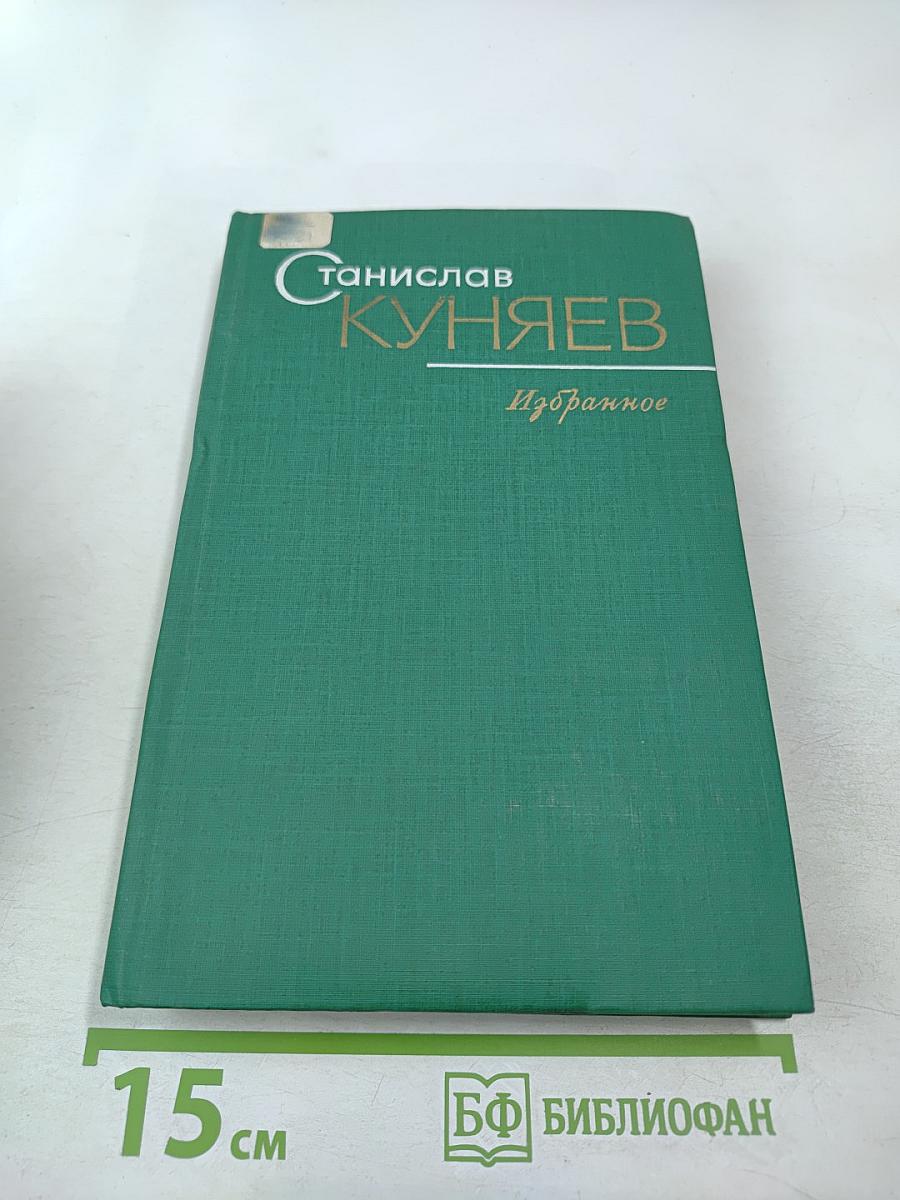 Станислав
КУНЯЕВ
Избранное
15 см
БФ БИБЛИОФАН